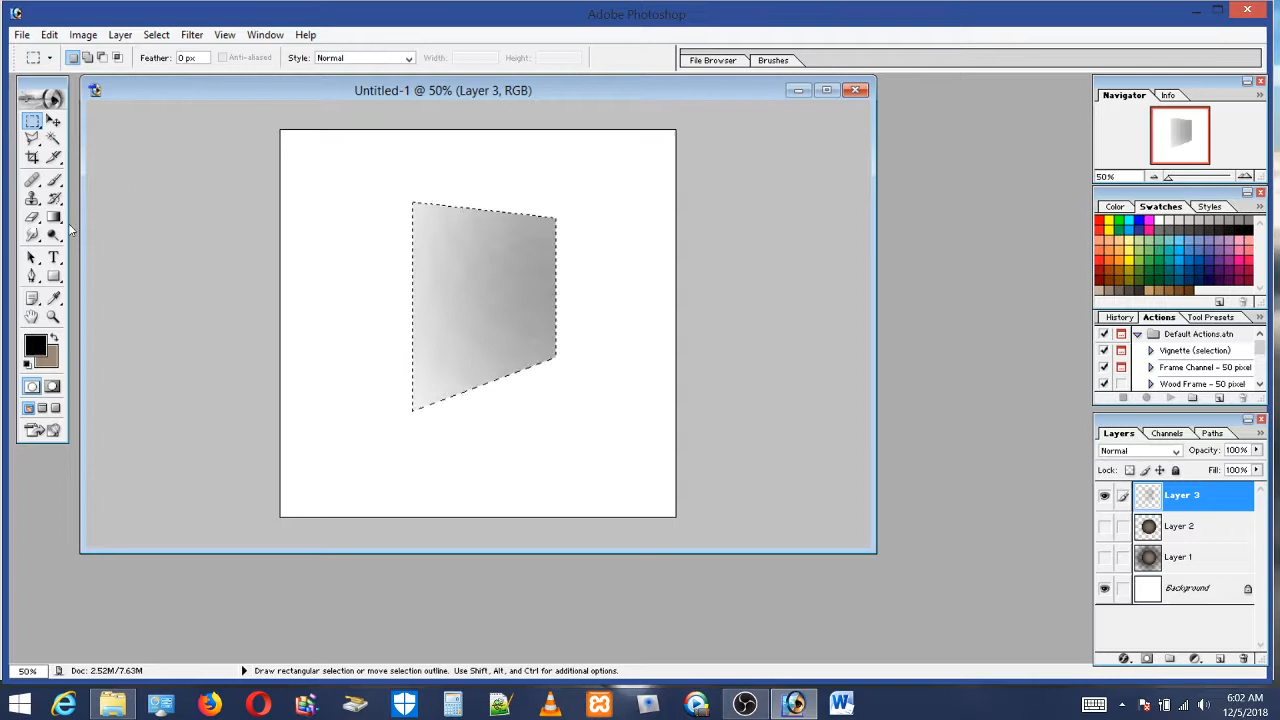 Adobe Photoshop
File Edit Image Layer Select Filter View Window Help
Feather: 0 px Anti-aliased Style: Normal Width: Height: File Browser Brushes
Untitled-1 @ 50% (Layer 3, RGB)
Navigator Info
50%
Color Swatches Styles
History Actions Tool Presets
Default Actions.atn
Vignette (selection)
Frame Channel - 50 pixel
Wood Frame - 50 pixel
Layers Channels Paths
Normal Opacity: 100%
Lock: Fill: 100%
Layer 3
Layer 2
Layer 1
Background
50% Doc: 2.52M/7.63M Draw rectangular selection or move selection outline. Use Shift, Alt, and Ctrl for additional options.
6:02 AM
12/5/2018